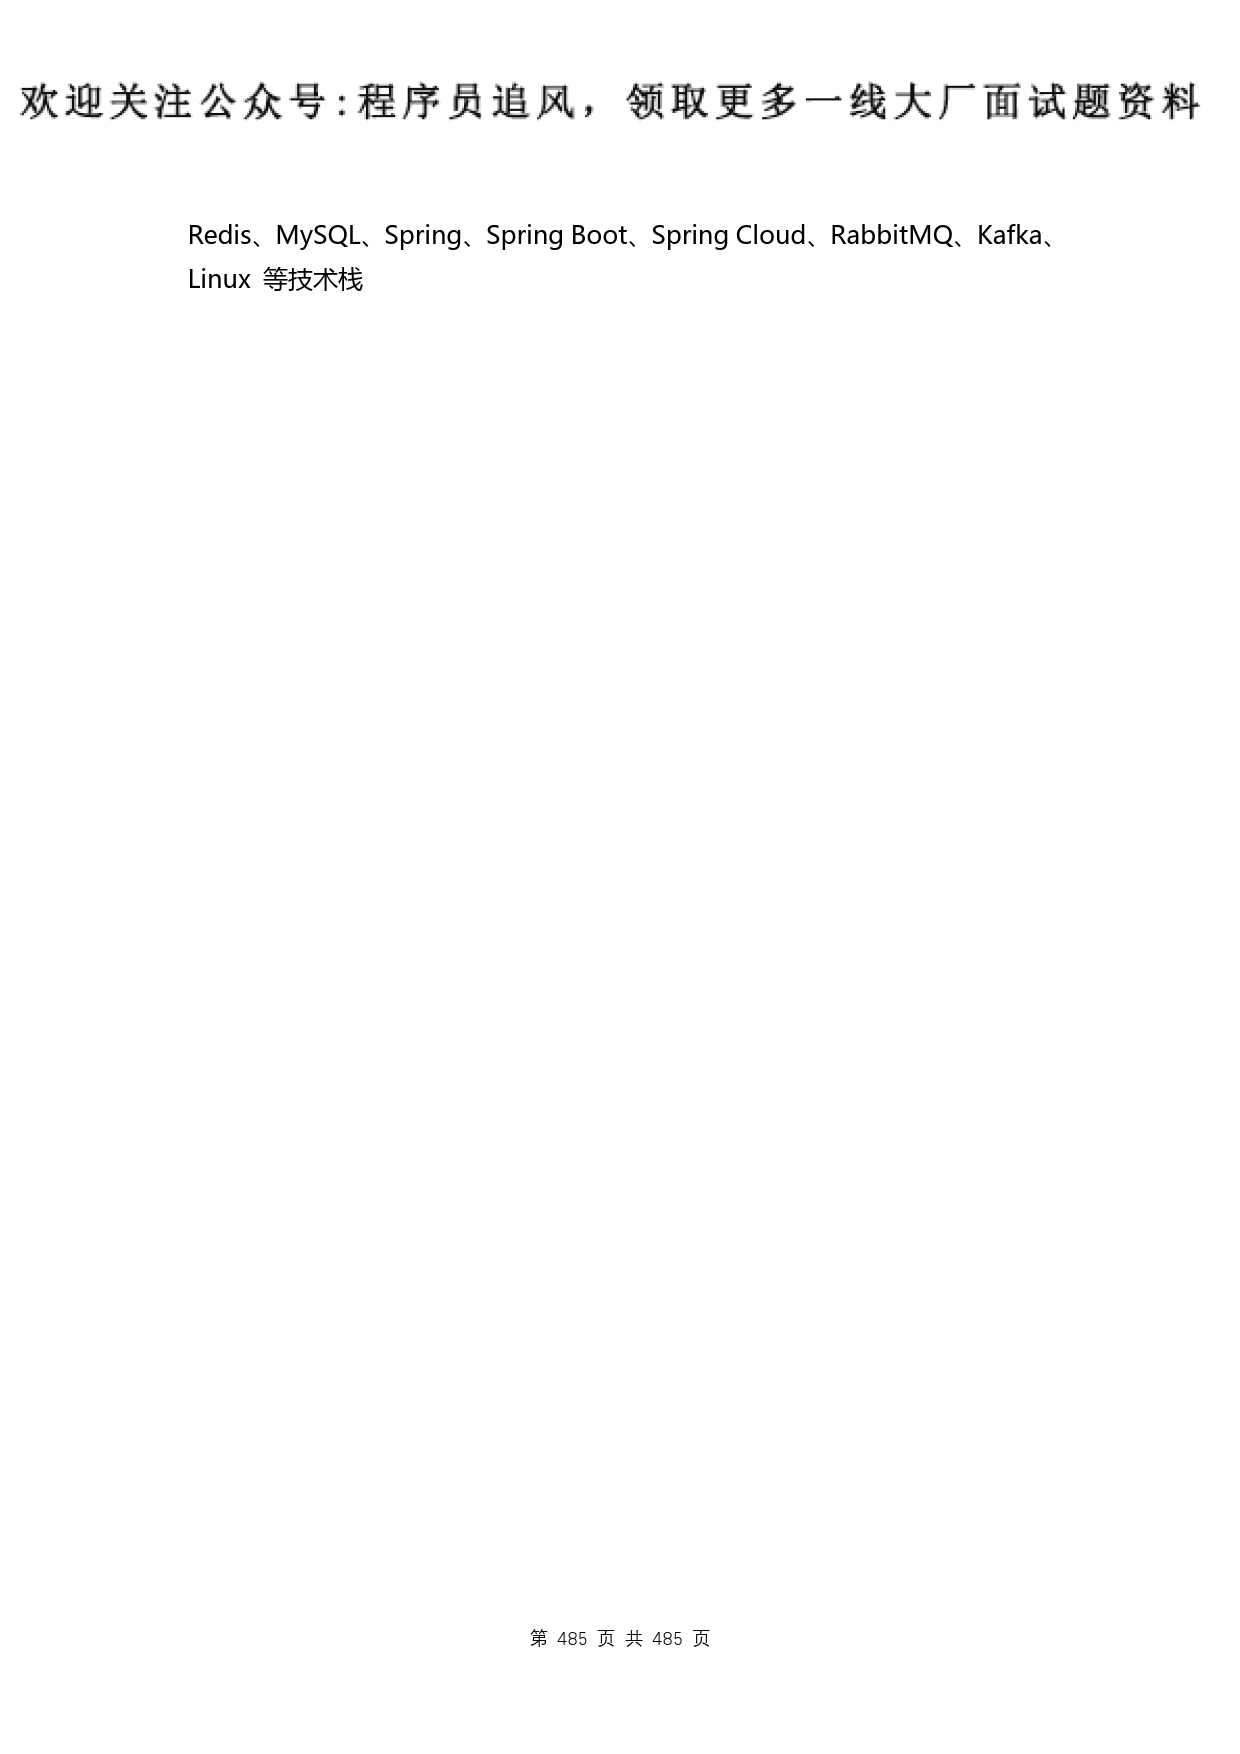 欢迎关注公众号:程序员追风，领取更多一线大厂面试题资料
Redis、MySQL、Spring、Spring Boot、Spring Cloud、RabbitMQ、Kafka、
Linux 等技术栈
第 485 页 共 485 页